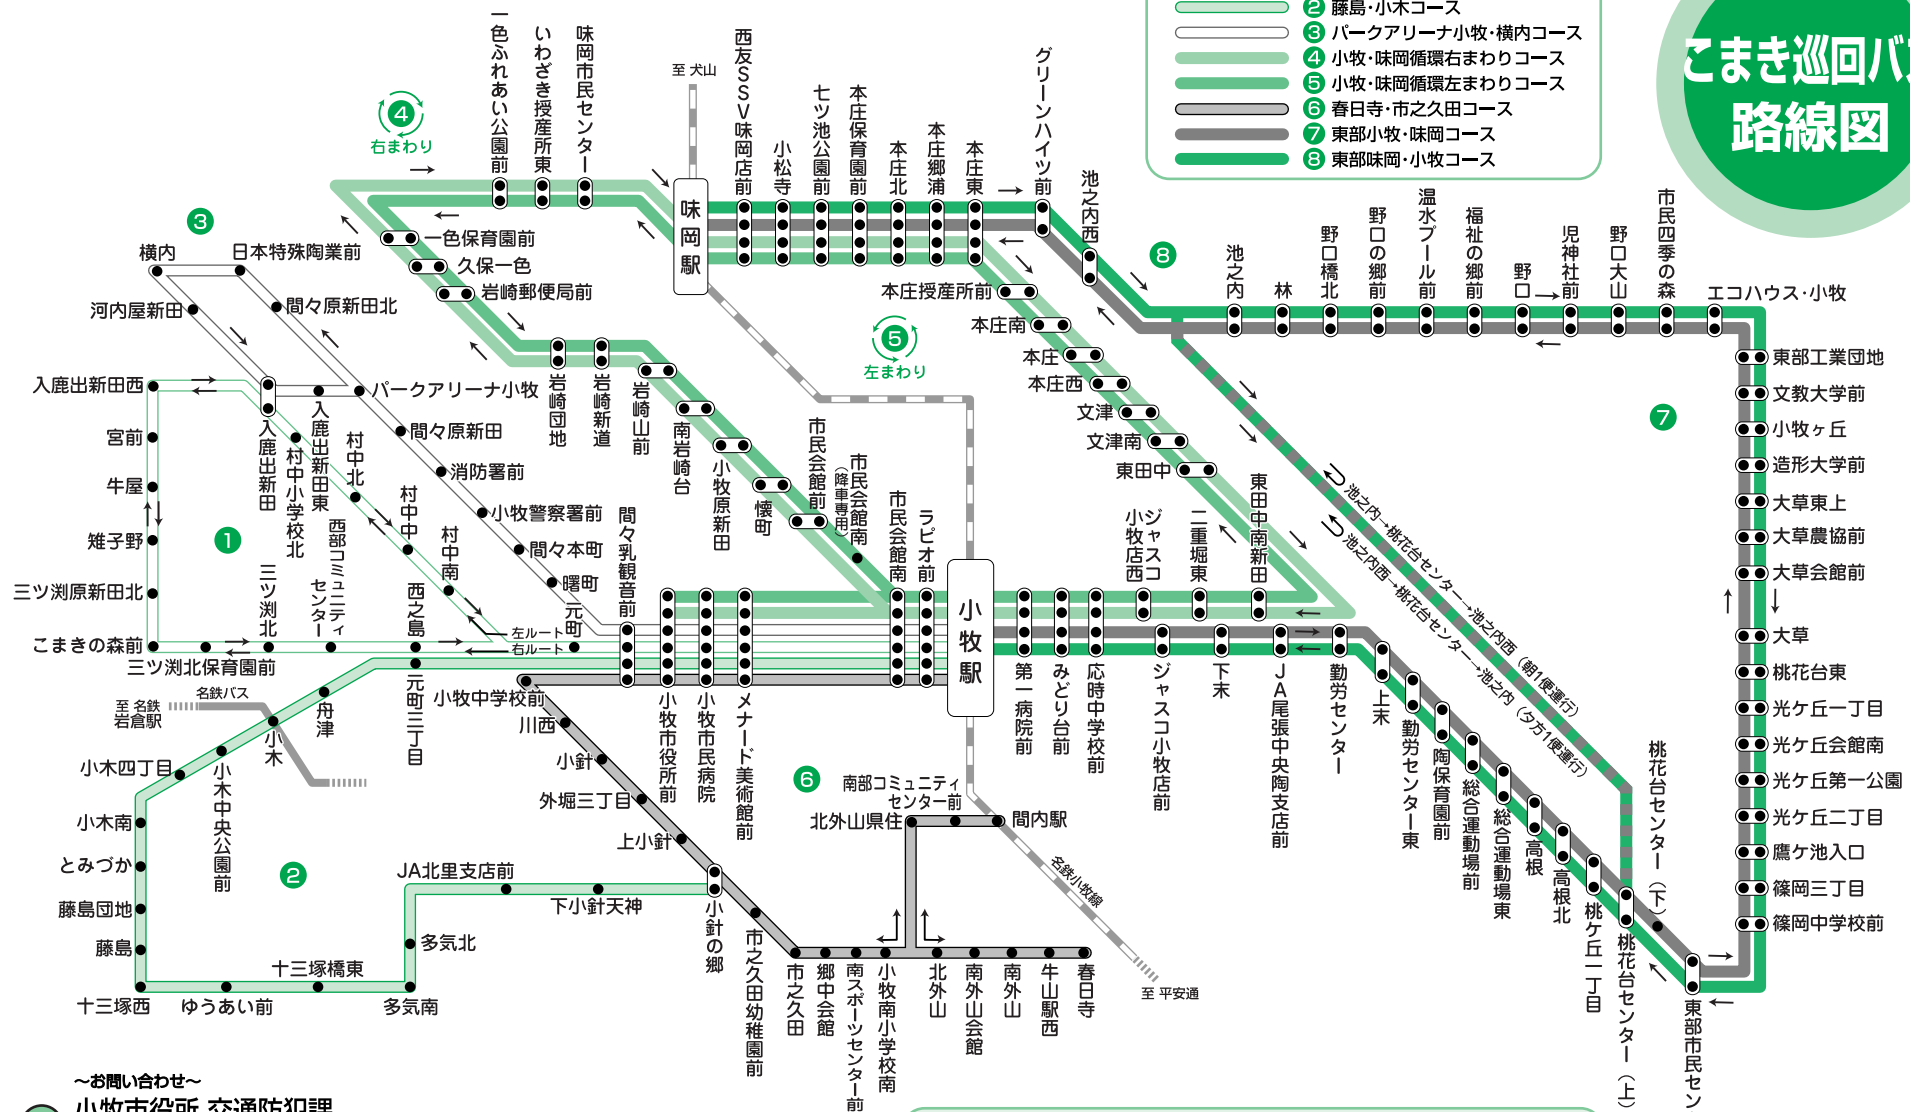 こまき巡回バス
路線図
② 藤島・小木コース
③ パークアリーナ小牧・横内コース
④ 小牧・味岡循環右まわりコース
⑤ 小牧・味岡循環左まわりコース
⑥ 春日寺・市之久田コース
⑦ 東部小牧・味岡コース
⑧ 東部味岡・小牧コース
④
右まわり
一色ふれあい公園前
いわざき授産所東
味岡市民センター
至 犬山
味岡駅
西友SSV味岡店前
小松寺
七ツ池公園前
本庄保育園前
本庄北
本庄郷浦
本庄東
グリーンハイツ前
池之内西
⑧
池之内
林
野口橋北
野口の郷前
温水プール前
福祉の郷前
野口
児神社前
野口大山
市民四季の森
エコハウス・小牧
東部工業団地
文教大学前
小牧ヶ丘
造形大学前
大草東上
大草農協前
大草会館前
大草
桃花台東
光ケ丘一丁目
光ケ丘会館南
光ケ丘第一公園
光ケ丘二丁目
鷹ケ池入口
篠岡三丁目
篠岡中学校前
⑦
③
横内
日本特殊陶業前
河内屋新田
間々原新田北
パークアリーナ小牧
入鹿出新田
入鹿出新田東
間々原新田
消防署前
小牧警察署前
間々本町
曙町
元町
一色保育園前
久保一色
岩崎郵便局前
岩崎団地
岩崎新道
岩崎山前
南岩崎台
小牧原新田
懐町
市民会館前
市民会館南
(降車専用)
市民会館南
ラピオ前
小牧駅
⑤
左まわり
本庄授産所前
本庄南
本庄
本庄西
文津
文津南
東田中
東田中南新田
二重堀東
ジャスコ
小牧店西
池之内→桃花台センター→池之内西(朝1便運行)
池之内西→桃花台センター→池之内(夕方1便運行)
入鹿出新田西
宮前
牛屋
雉子野
三ツ渕原新田北
こまきの森前
①
村中小学校北
村中北
村中中
村中南
三ツ渕北保育園前
三ツ渕北
西部コミュニティ
センター
西之島
左ルート
右ルート
間々乳観音前
小牧市役所前
小牧市民病院
メナード美術館前
第一病院前
みどり台前
応時中学校前
ジャスコ小牧店前
下末
JA尾張中央陶支店前
勤労センター
上末
勤労センター東
陶保育園前
総合運動場前
総合運動場東
高根
高根北
桃ケ丘一丁目
桃花台センター(上)
桃花台センター(下)
東部市民セン
名鉄バス
至 名鉄
岩倉駅
舟津
元町三丁目
小木
小木中央公園前
小木四丁目
小木南
とみづか
藤島団地
藤島
十三塚西
ゆうあい前
十三塚橋東
多気南
多気北
JA北里支店前
下小針天神
②
小牧中学校前
川西
小針
外堀三丁目
上小針
小針の郷
市之久田幼稚園前
市之久田
郷中会館
南スポーツセンター前
小牧南小学校南
北外山
南外山会館
南外山
牛山駅西
春日寺
⑥
南部コミュニティ
センター前
北外山県住
間内駅
名鉄小牧線
至 平安通
～お問い合わせ～
小牧市役所 交通防犯課